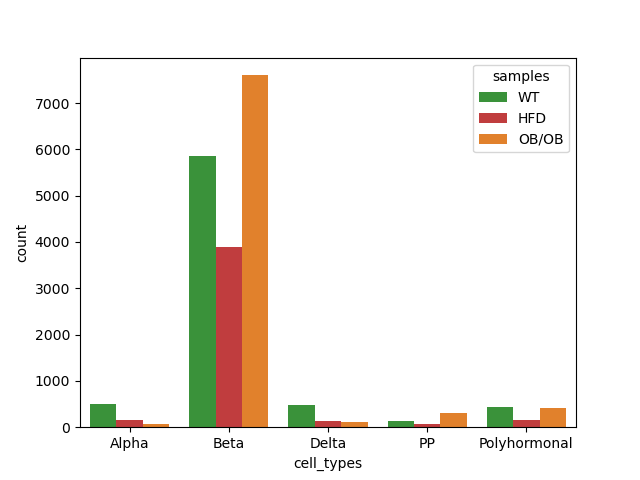 samples
WT
HFD
OB/OB
7000
6000
5000
4000
3000
2000
1000
0
count
Alpha Beta Delta PP Polyhormonal
cell_types